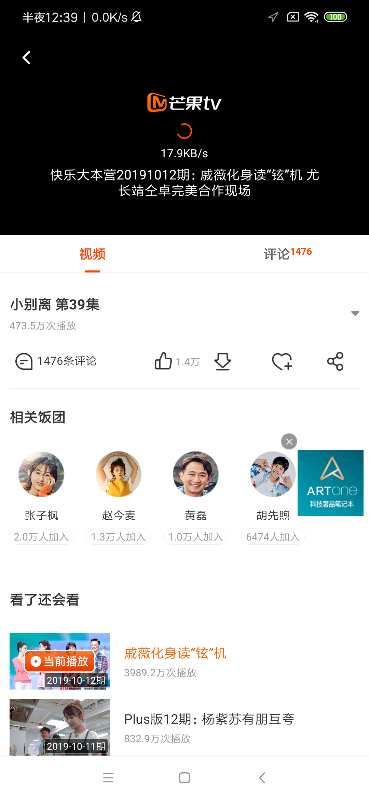 半夜12:39 | 0.0K/s
100
芒果tv
17.9KB/s
快乐大本营20191012期：戚薇化身读“铉”机 尤
长靖仝卓完美合作现场
视频
评论1476
小别离 第39集
473.5万次播放
1476条评论
1.4万
相关饭团
ARTone
科技奢品笔记本
张子枫
赵今麦
黄磊
胡先煦
2.0万人加入
1.3万人加入
1.0万人加入
6474人加入
看了还会看
当前播放
2019-10-12期
戚薇化身读“铉”机
3989.2万次播放
2019-10-11期
Plus版12期：杨紫苏有朋互夸
832.9万次播放